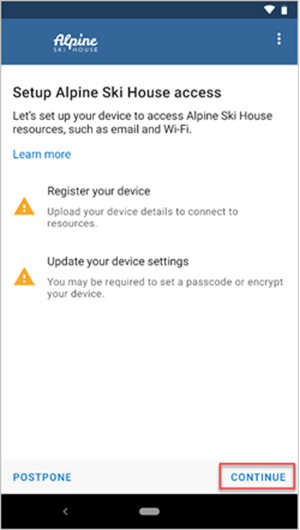 Alpine
SKI HOUSE
Setup Alpine Ski House access
Let's set up your device to access Alpine Ski House
resources, such as email and Wi-Fi.
Learn more
Register your device
Upload your device details to connect to
resources.
Update your device settings
You may be required to set a passcode or encrypt
your device.
POSTPONE
CONTINUE